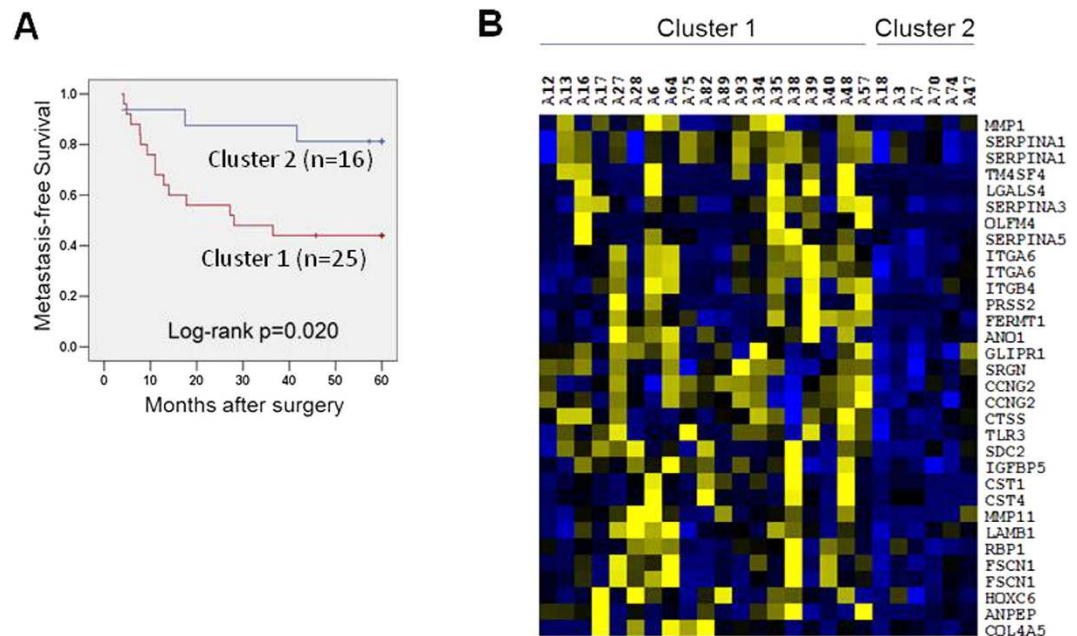 A
Metastasis-free Survival
1.0
0.8
0.6
0.4
0.2
0.0
Cluster 2 (n=16)
Cluster 1 (n=25)
Log-rank p=0.020
0 10 20 30 40 50 60
Months after surgery
B
Cluster 1 Cluster 2
A12 A13 A16 A17 A27 A28 A6 A64 A75 A82 A89 A93 A34 A35 A38 A39 A40 A48 A57 A18 A3 A7 A70 A74 A47
MMP1
SERPINA1
SERPINA1
TM4SF4
LGALS4
SERPINA3
OLFM4
SERPINA5
ITGA6
ITGA6
ITGB4
PRSS2
FERMT1
ANO1
GLIPR1
SRGN
CCNG2
CCNG2
CTSS
TLR3
SDC2
IGFBP5
CST1
CST4
MMP11
LAMB1
RBP1
FSCN1
FSCN1
HOXC6
ANPEP
COL4A5